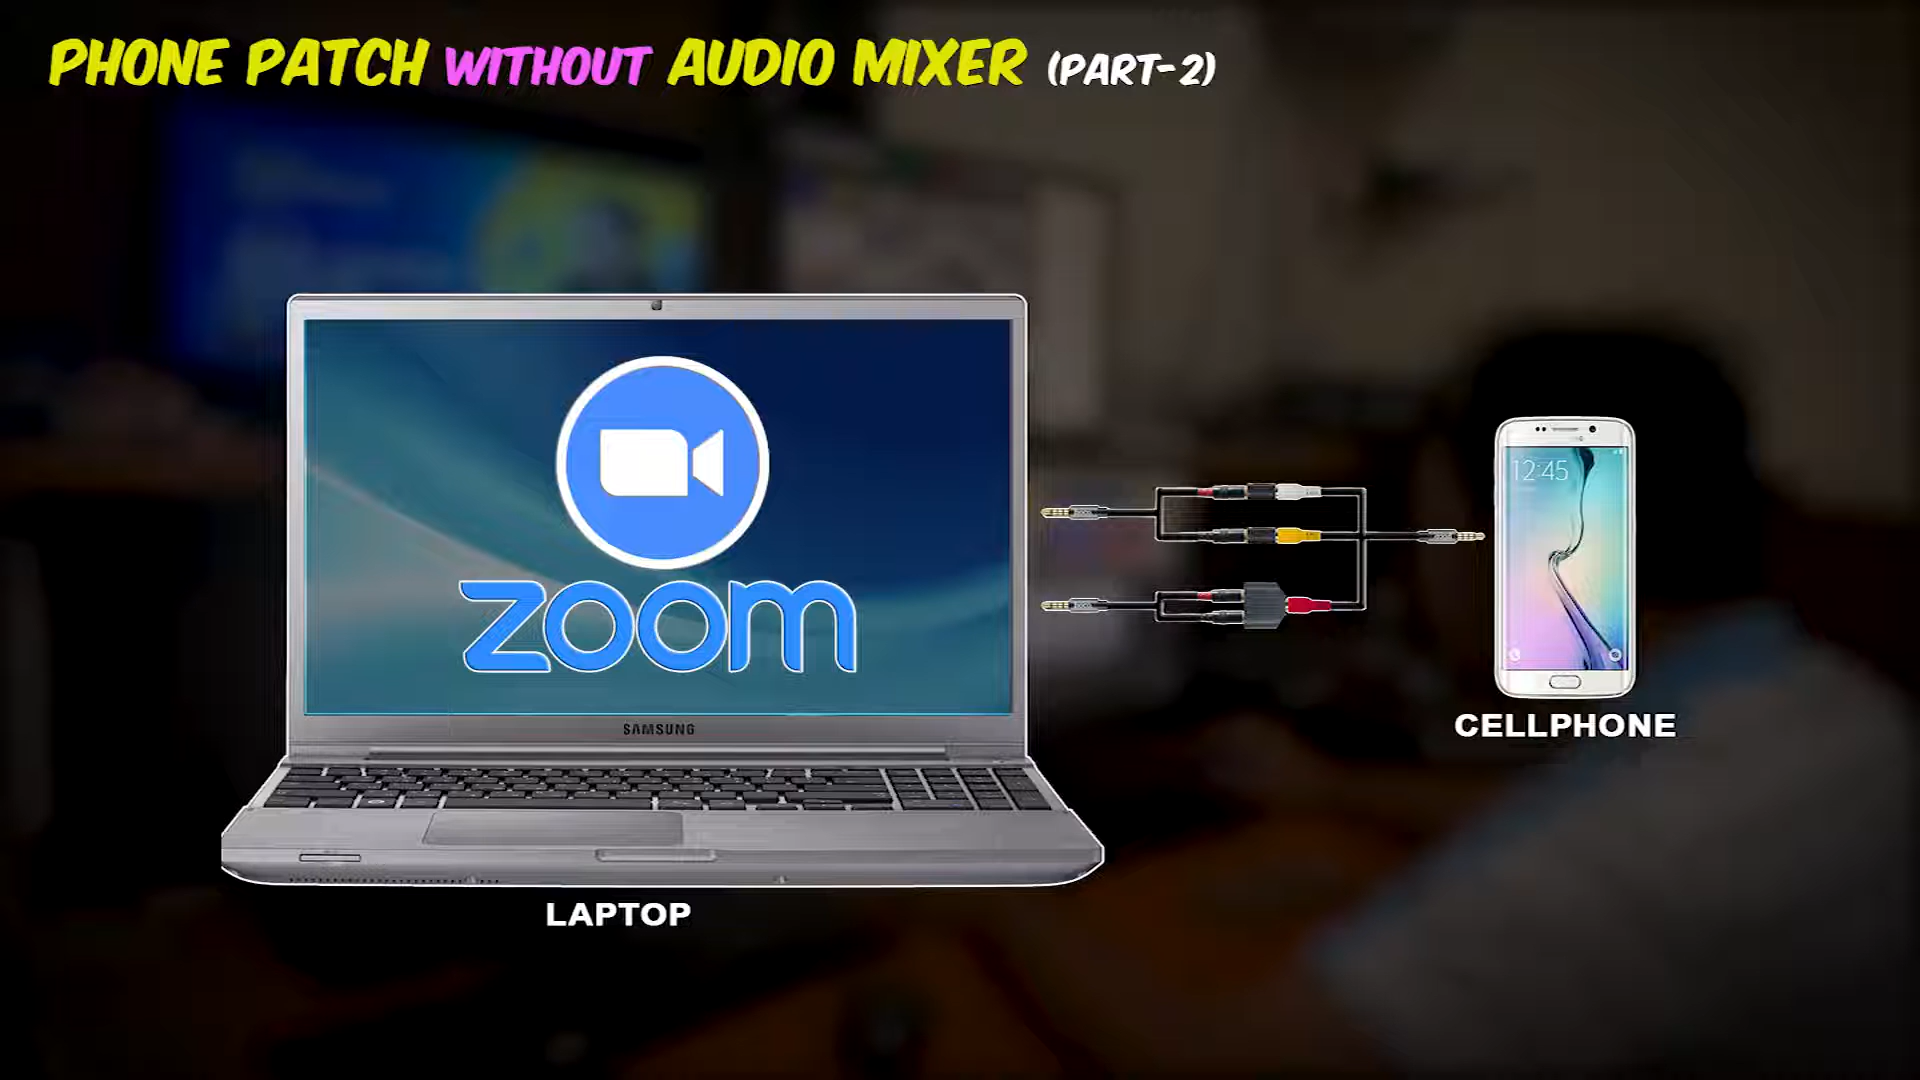 PHONE PATCH WITHOUT AUDIO MIXER (PART-2)
12:45
zoom
SAMSUNG
CELLPHONE
LAPTOP